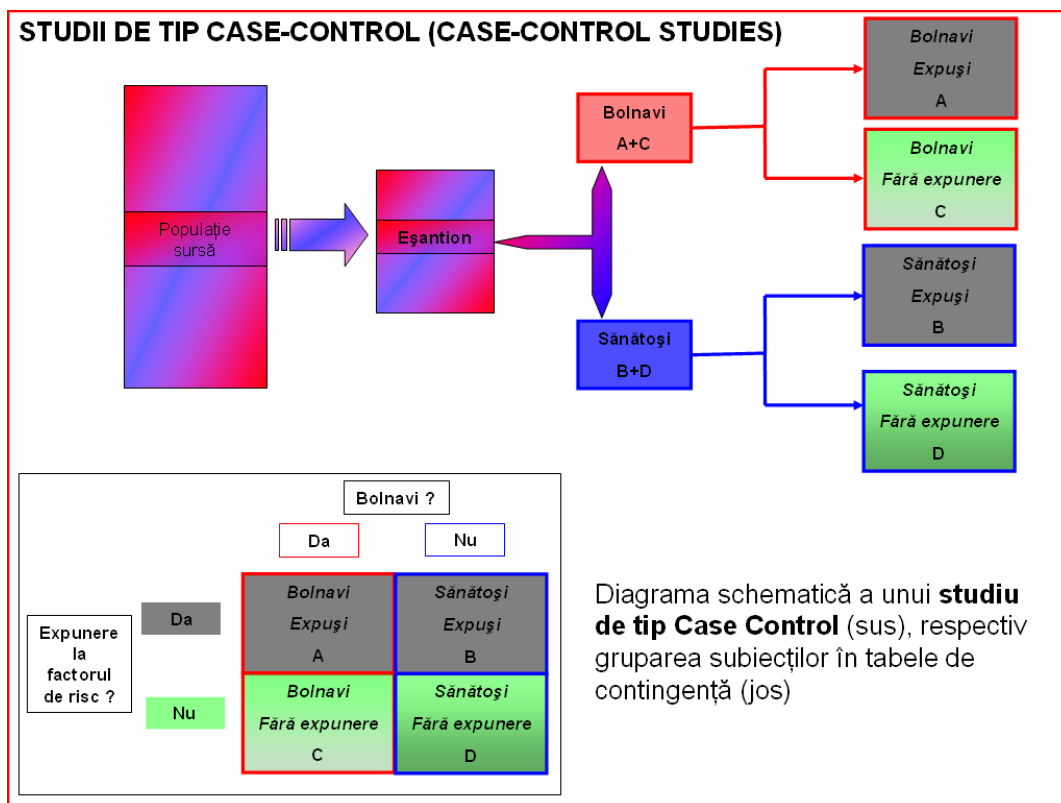 STUDII DE TIP CASE-CONTROL (CASE-CONTROL STUDIES)
Populaţie
sursă
Eşantion
Bolnavi
A+C
Sănătoşi
B+D
Bolnavi
Expuşi
A
Bolnavi
Fără expunere
C
Sănătoşi
Expuşi
B
Sănătoşi
Fără expunere
D
Bolnavi ?
Da
Nu
Expunere
la
factorul
de risc ?
Da
Nu
Bolnavi
Expuşi
A
Sănătoşi
Expuşi
B
Bolnavi
Fără expunere
C
Sănătoşi
Fără expunere
D
Diagrama schematică a unui studiu
de tip Case Control (sus), respectiv
gruparea subiecţilor în tabele de
contingenţă (jos)